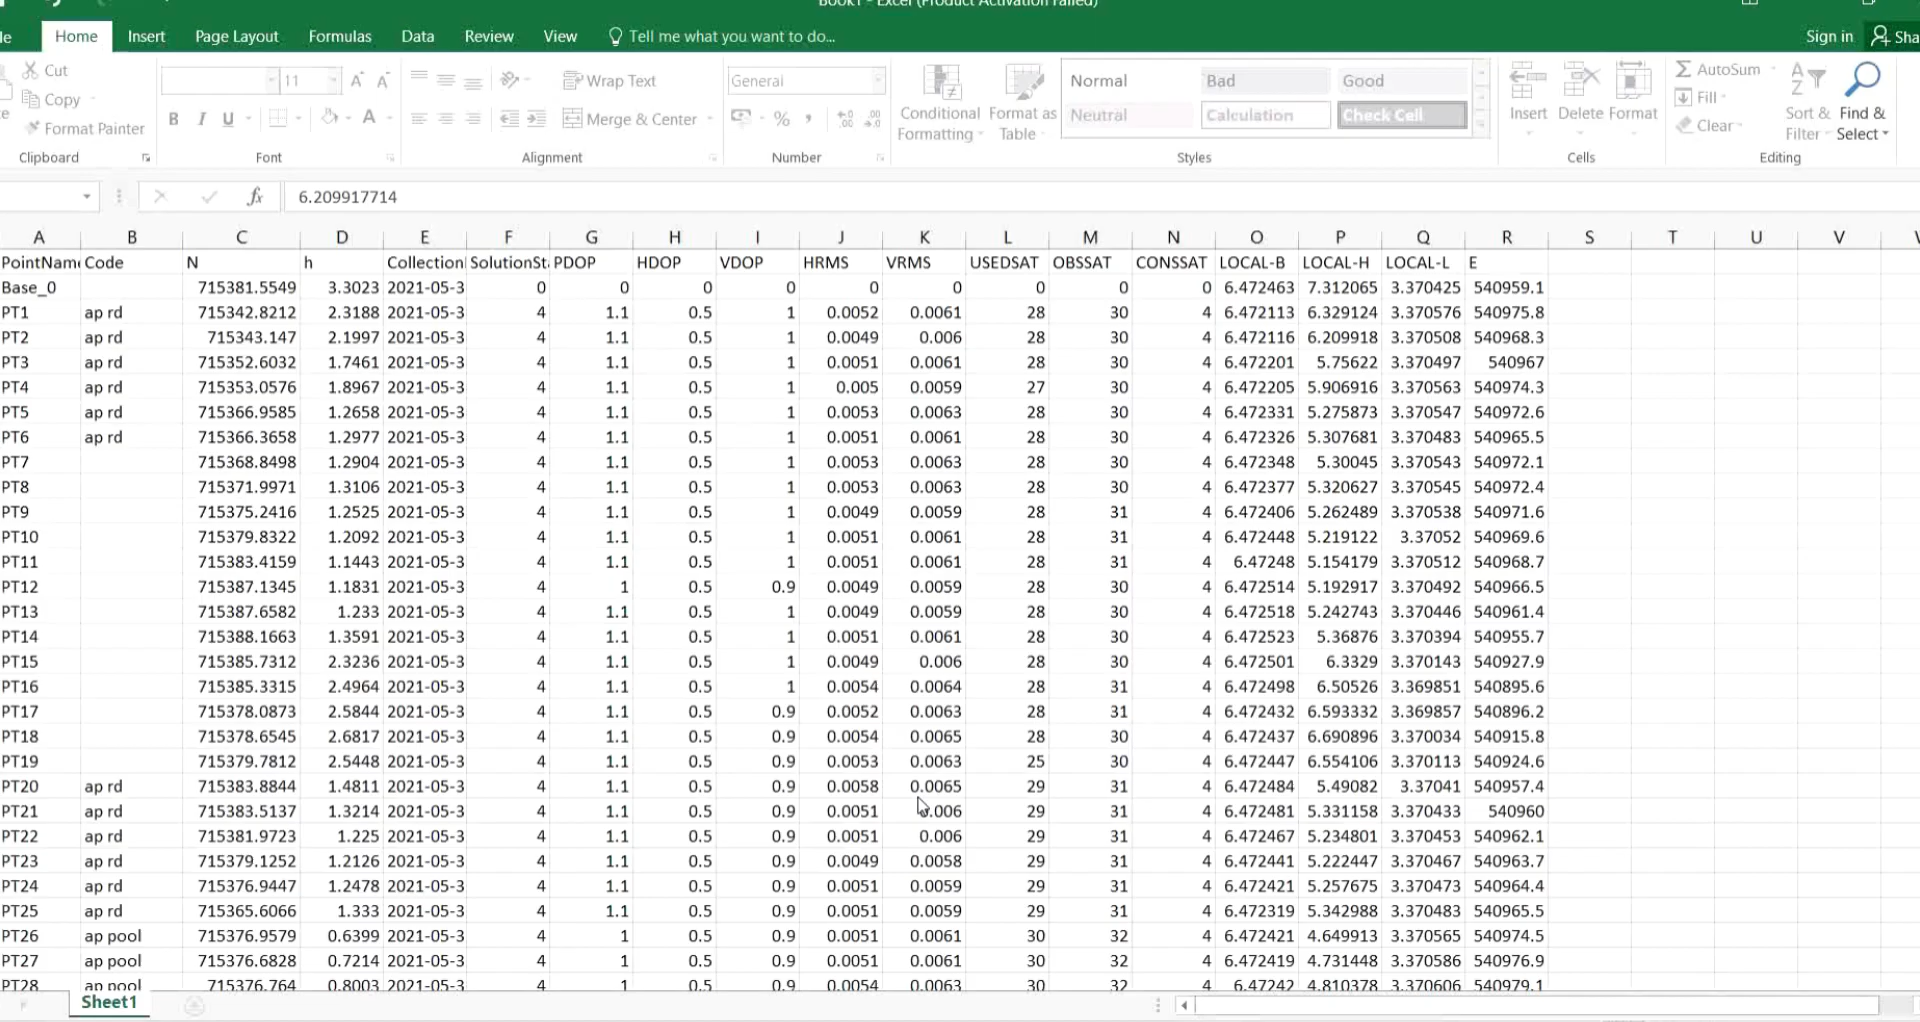 Book1 - Excel (Product Activation Failed)
Home Insert Page Layout Formulas Data Review View Tell me what you want to do... Sign in Sha
Cut 11 Wrap Text General Normal Bad Good AutoSum
Copy Conditional Formatting Format as Table Insert Delete Format Fill Sort & Filter Find & Select
Format Painter B I U A Merge & Center % Neutral Calculation Check Cell Clear
Clipboard Font Alignment Number Styles Cells Editing
fx 6.209917714
A B C D E F G H I J K L M N O P Q R S T U V
PointName Code N h Collection SolutionSta PDOP HDOP VDOP HRMS VRMS USEDSAT OBSSAT CONSSAT LOCAL-B LOCAL-H LOCAL-L E
Base_0 715381.5549 3.3023 2021-05-3 0 0 0 0 0 0 0 0 0 6.472463 7.312065 3.370425 540959.1
PT1 ap rd 715342.8212 2.3188 2021-05-3 4 1.1 0.5 1 0.0052 0.0061 28 30 4 6.472113 6.329124 3.370576 540975.8
PT2 ap rd 715343.147 2.1997 2021-05-3 4 1.1 0.5 1 0.0049 0.006 28 30 4 6.472116 6.209918 3.370508 540968.3
PT3 ap rd 715352.6032 1.7461 2021-05-3 4 1.1 0.5 1 0.0051 0.0061 28 30 4 6.472201 5.75622 3.370497 540967
PT4 ap rd 715353.0576 1.8967 2021-05-3 4 1.1 0.5 1 0.005 0.0059 27 30 4 6.472205 5.906916 3.370563 540974.3
PT5 ap rd 715366.9585 1.2658 2021-05-3 4 1.1 0.5 1 0.0053 0.0063 28 30 4 6.472331 5.275873 3.370547 540972.6
PT6 ap rd 715366.3658 1.2977 2021-05-3 4 1.1 0.5 1 0.0051 0.0061 28 30 4 6.472326 5.307681 3.370483 540965.5
PT7 715368.8498 1.2904 2021-05-3 4 1.1 0.5 1 0.0053 0.0063 28 30 4 6.472348 5.30045 3.370543 540972.1
PT8 715371.9971 1.3106 2021-05-3 4 1.1 0.5 1 0.0053 0.0063 28 30 4 6.472377 5.320627 3.370545 540972.4
PT9 715375.2416 1.2525 2021-05-3 4 1.1 0.5 1 0.0049 0.0059 28 31 4 6.472406 5.262489 3.370538 540971.6
PT10 715379.8322 1.2092 2021-05-3 4 1.1 0.5 1 0.0051 0.0061 28 31 4 6.472448 5.219122 3.37052 540969.6
PT11 715383.4159 1.1443 2021-05-3 4 1.1 0.5 1 0.0051 0.0061 28 31 4 6.47248 5.154179 3.370512 540968.7
PT12 715387.1345 1.1831 2021-05-3 4 1 0.5 0.9 0.0049 0.0059 28 30 4 6.472514 5.192917 3.370492 540966.5
PT13 715387.6582 1.233 2021-05-3 4 1.1 0.5 1 0.0049 0.0059 28 30 4 6.472518 5.242743 3.370446 540961.4
PT14 715388.1663 1.3591 2021-05-3 4 1.1 0.5 1 0.0051 0.0061 28 30 4 6.472523 5.36876 3.370394 540955.7
PT15 715385.7312 2.3236 2021-05-3 4 1.1 0.5 1 0.0049 0.006 28 30 4 6.472501 6.3329 3.370143 540927.9
PT16 715385.3315 2.4964 2021-05-3 4 1.1 0.5 1 0.0054 0.0064 28 31 4 6.472498 6.50526 3.369851 540895.6
PT17 715378.0873 2.5844 2021-05-3 4 1.1 0.5 0.9 0.0052 0.0063 28 31 4 6.472432 6.593332 3.369857 540896.2
PT18 715378.6545 2.6817 2021-05-3 4 1.1 0.5 0.9 0.0054 0.0065 28 30 4 6.472437 6.690896 3.370034 540915.8
PT19 715379.7812 2.5448 2021-05-3 4 1.1 0.5 0.9 0.0053 0.0063 25 30 4 6.472447 6.554106 3.370113 540924.6
PT20 ap rd 715383.8844 1.4811 2021-05-3 4 1.1 0.5 0.9 0.0058 0.0065 29 31 4 6.472484 5.49082 3.37041 540957.4
PT21 ap rd 715383.5137 1.3214 2021-05-3 4 1.1 0.5 0.9 0.0051 0.006 29 31 4 6.472481 5.331158 3.370433 540960
PT22 ap rd 715381.9723 1.225 2021-05-3 4 1.1 0.5 0.9 0.0051 0.006 29 31 4 6.472467 5.234801 3.370453 540962.1
PT23 ap rd 715379.1252 1.2126 2021-05-3 4 1.1 0.5 0.9 0.0049 0.0058 29 31 4 6.472441 5.222447 3.370467 540963.7
PT24 ap rd 715376.9447 1.2478 2021-05-3 4 1.1 0.5 0.9 0.0051 0.0059 29 31 4 6.472421 5.257675 3.370473 540964.4
PT25 ap rd 715365.6066 1.333 2021-05-3 4 1.1 0.5 0.9 0.0051 0.0059 29 31 4 6.472319 5.342988 3.370483 540965.5
PT26 ap pool 715376.9579 0.6399 2021-05-3 4 1 0.5 0.9 0.0051 0.0061 30 32 4 6.472421 4.649913 3.370565 540974.5
PT27 ap pool 715376.6828 0.7214 2021-05-3 4 1 0.5 0.9 0.0051 0.0061 30 32 4 6.472419 4.731448 3.370586 540976.9
PT28 ap pool 715376.764 0.8003 2021-05-3 4 1 0.5 0.9 0.0054 0.0063 30 32 4 6.47242 4.810378 3.370606 540979.1
Sheet1